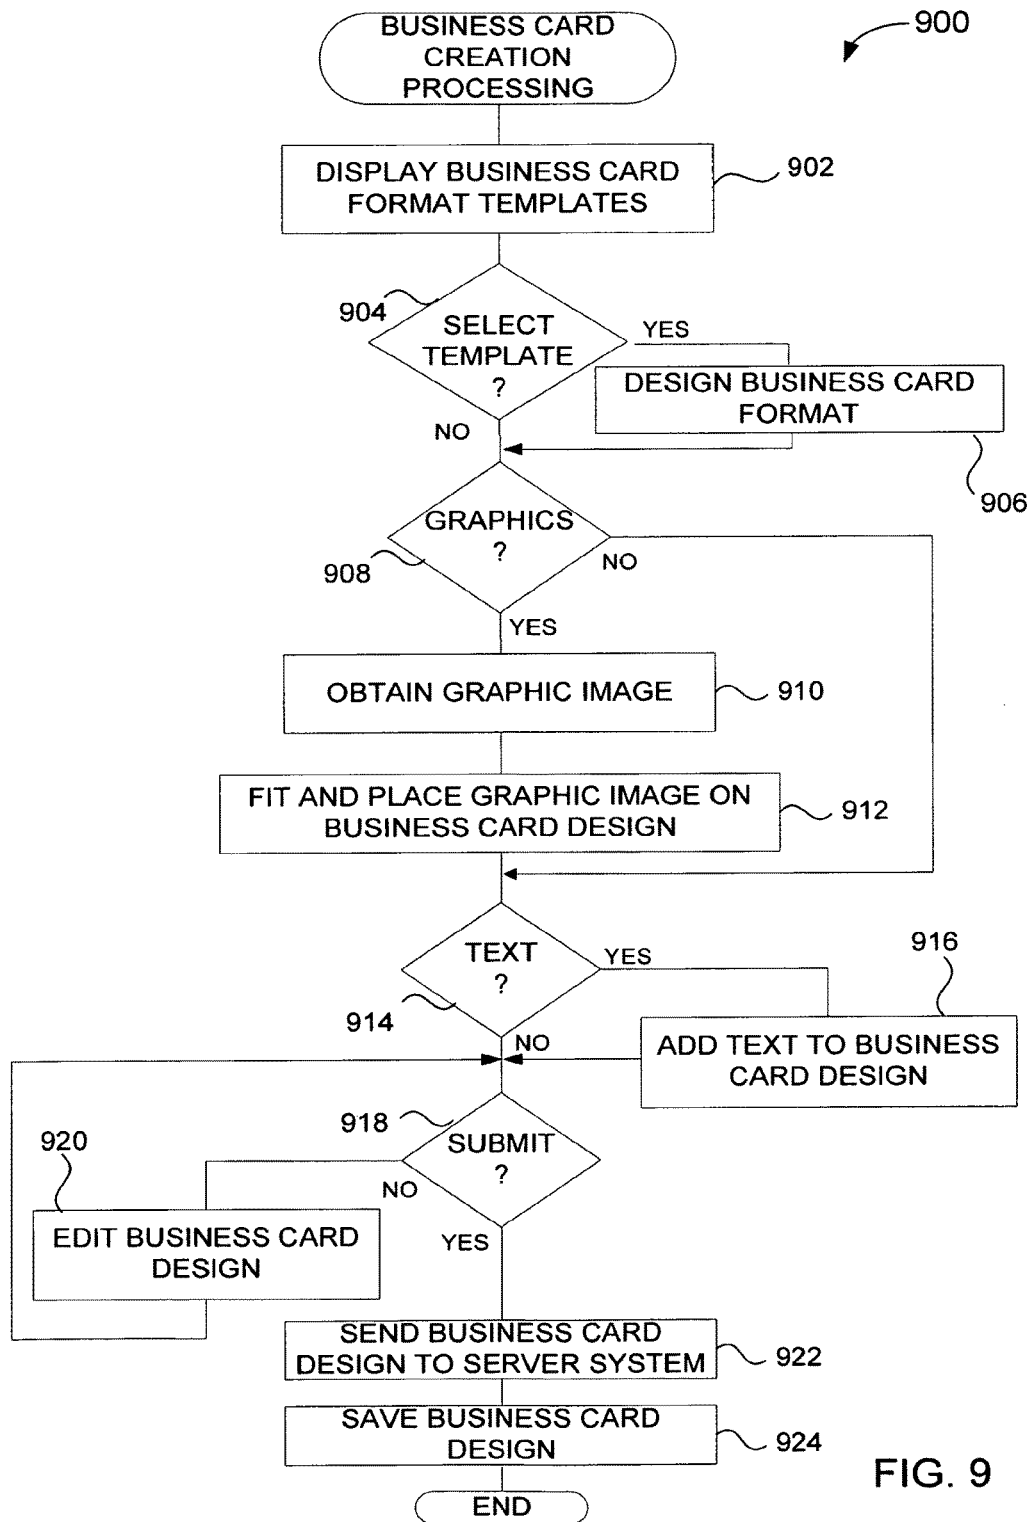 BUSINESS CARD
CREATION
PROCESSING
900
DISPLAY BUSINESS CARD
FORMAT TEMPLATES
902
904
SELECT
TEMPLATE
?
YES
DESIGN BUSINESS CARD
FORMAT
906
NO
GRAPHICS
?
908
NO
YES
OBTAIN GRAPHIC IMAGE
910
FIT AND PLACE GRAPHIC IMAGE ON
BUSINESS CARD DESIGN
912
TEXT
?
YES
916
914
NO
ADD TEXT TO BUSINESS
CARD DESIGN
918
SUBMIT
?
920
NO
EDIT BUSINESS CARD
DESIGN
YES
SEND BUSINESS CARD
DESIGN TO SERVER SYSTEM
922
SAVE BUSINESS CARD
DESIGN
924
END
FIG. 9